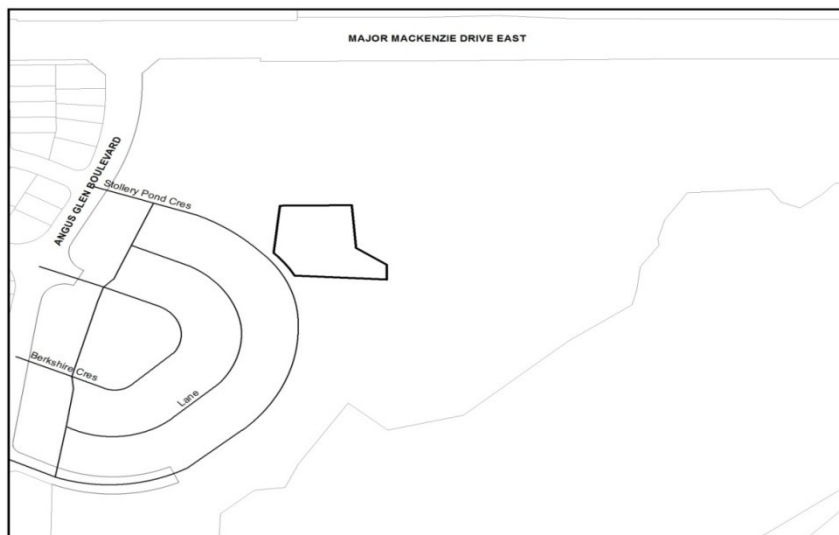 MAJOR MACKENZIE DRIVE EAST
ANGUS GLEN BOULEVARD
Stollery Pond Cres
Berkshire Cres
Lane